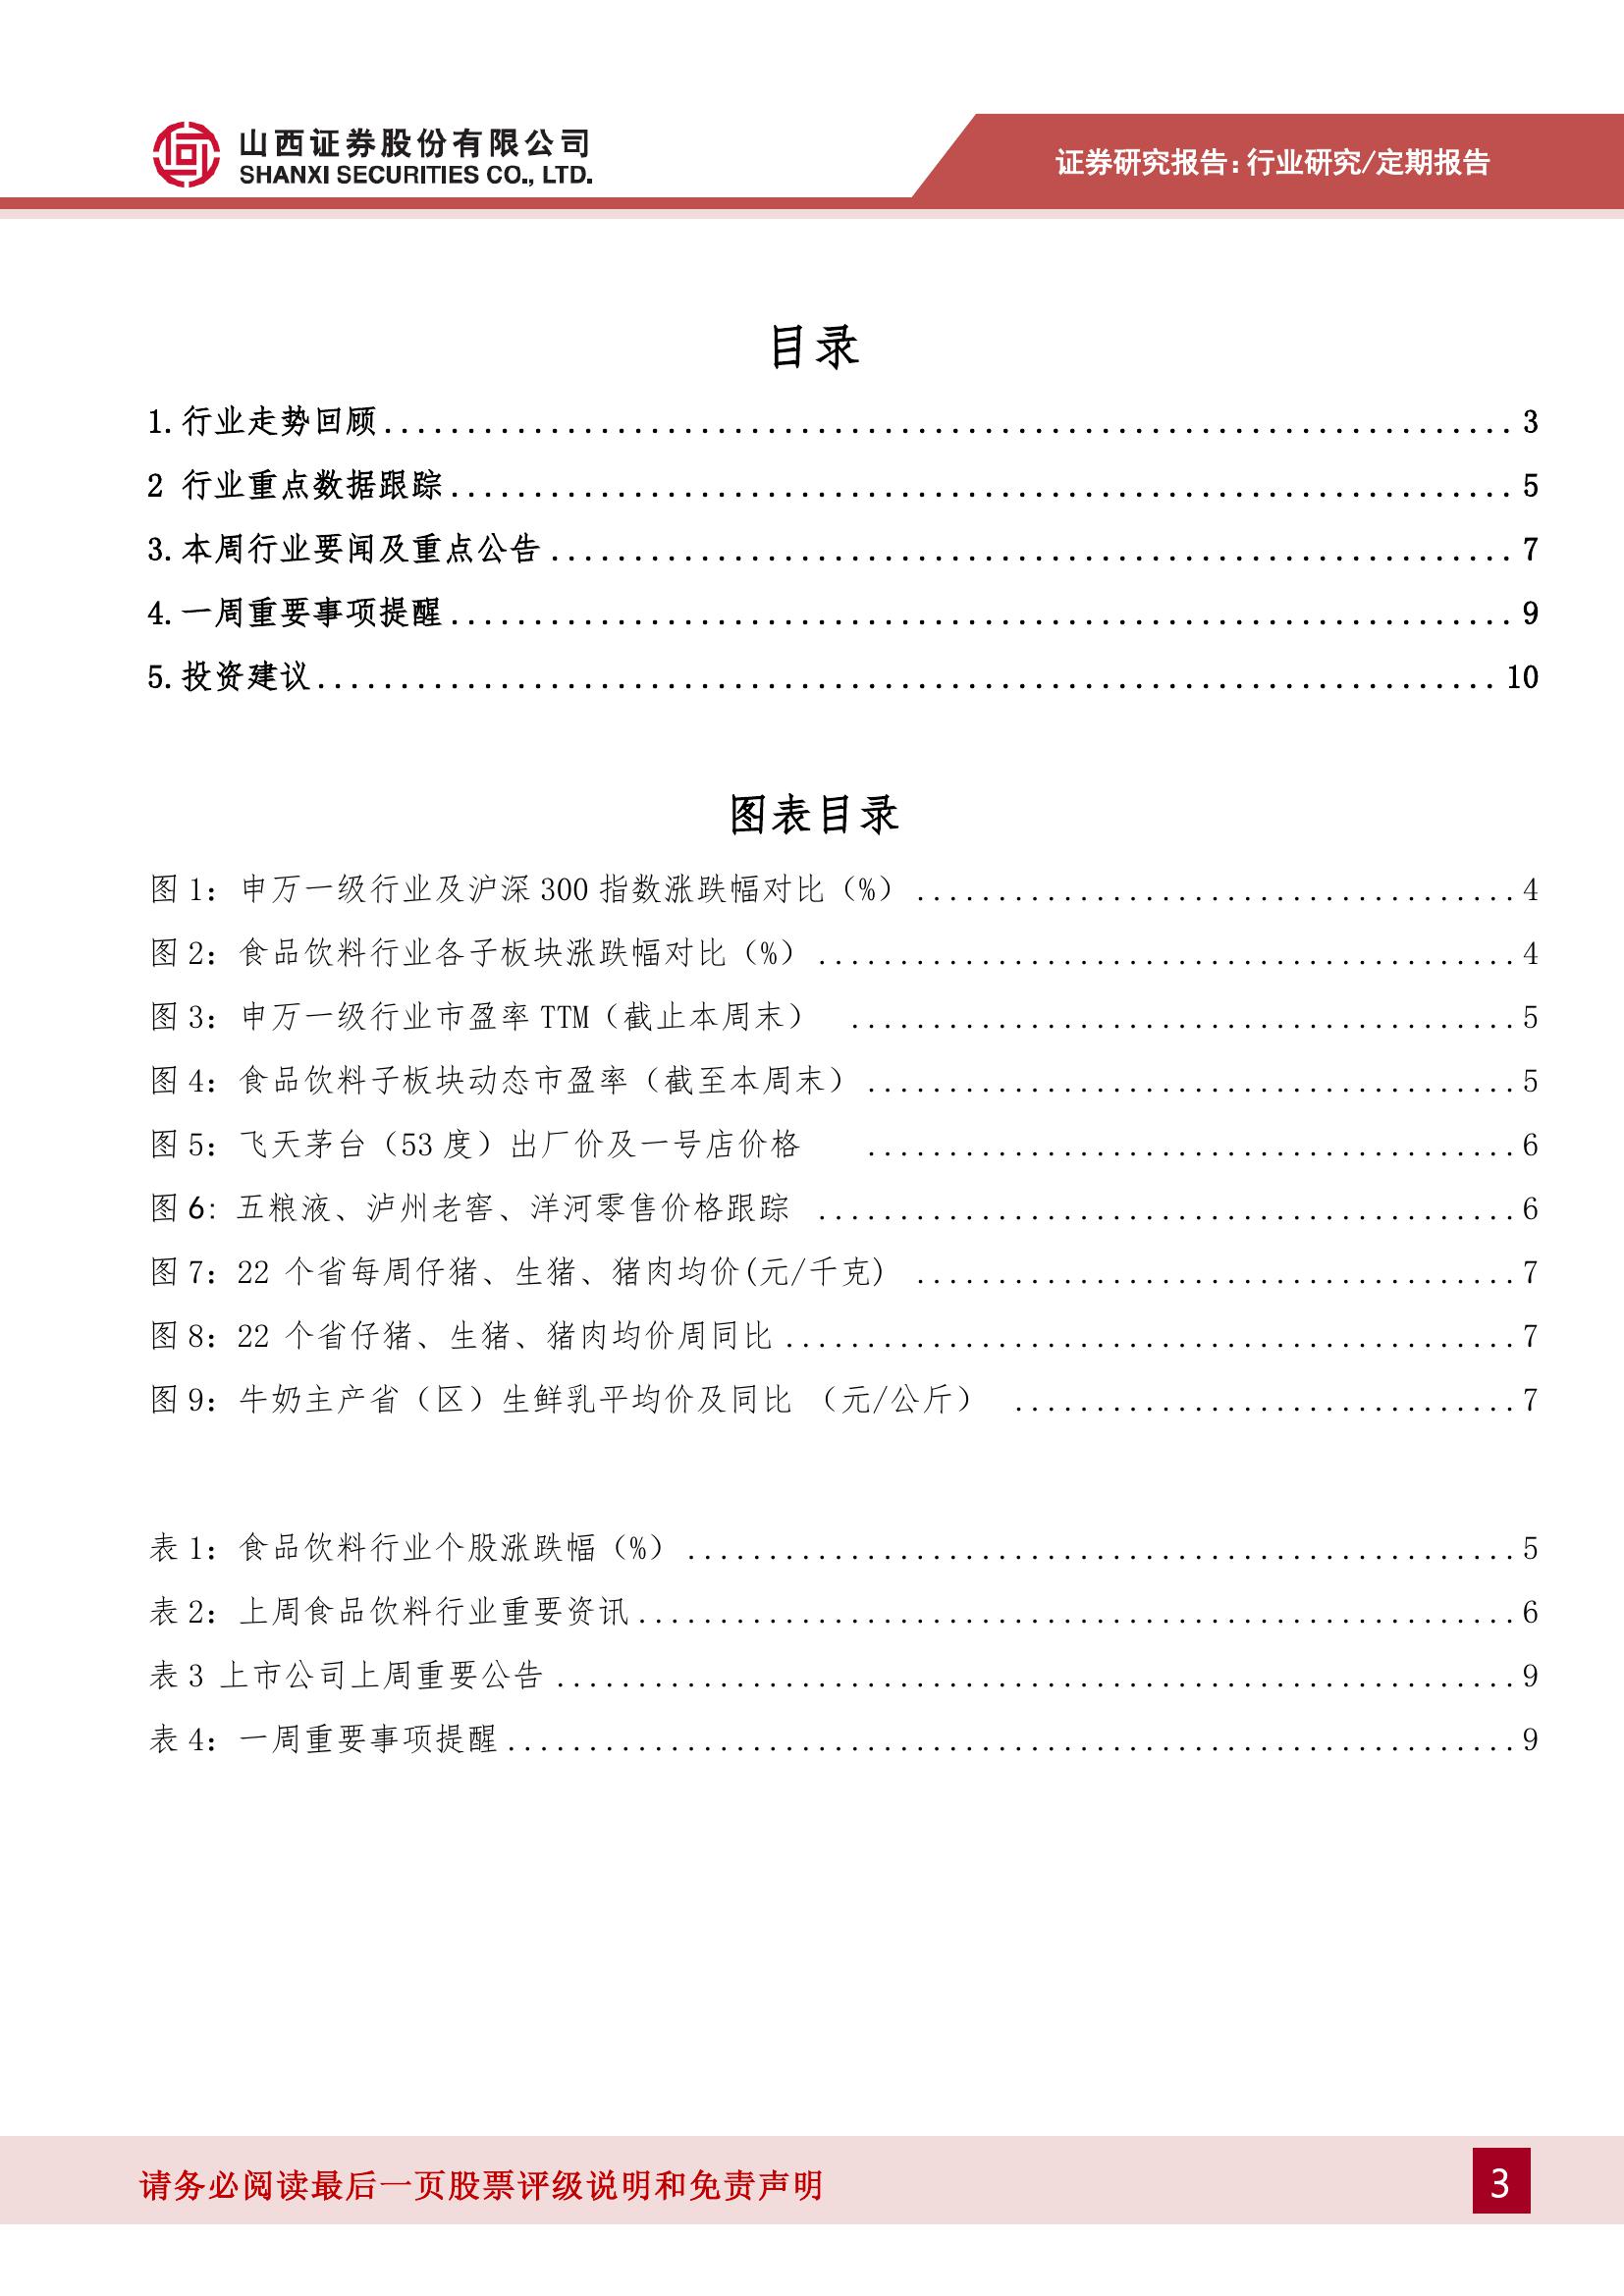 山西证券股份有限公司
SHANXI SECURITIES CO., LTD.
证券研究报告:行业研究/定期报告
目录
1.行业走势回顾....................................................................3
2 行业重点数据跟踪................................................................5
3.本周行业要闻及重点公告..........................................................7
4.一周重要事项提醒................................................................9
5.投资建议.......................................................................10
图表目录
图 1：申万一级行业及沪深 300 指数涨跌幅对比（%）.....................................4
图 2：食品饮料行业各子板块涨跌幅对比（%）...........................................4
图 3：申万一级行业市盈率 TTM（截止本周末） .........................................5
图 4：食品饮料子板块动态市盈率（截至本周末）........................................5
图 5：飞天茅台（53 度）出厂价及一号店价格 ........................................6
图 6: 五粮液、泸州老窖、洋河零售价格跟踪 ...........................................6
图 7：22 个省每周仔猪、生猪、猪肉均价(元/千克) .....................................7
图 8：22 个省仔猪、生猪、猪肉均价周同比.............................................7
图 9：牛奶主产省（区）生鲜乳平均价及同比 （元/公斤） ...............................7
表 1：食品饮料行业个股涨跌幅（%）...................................................5
表 2：上周食品饮料行业重要资讯......................................................6
表 3 上市公司上周重要公告...........................................................9
表 4：一周重要事项提醒..............................................................9
请务必阅读最后一页股票评级说明和免责声明
3